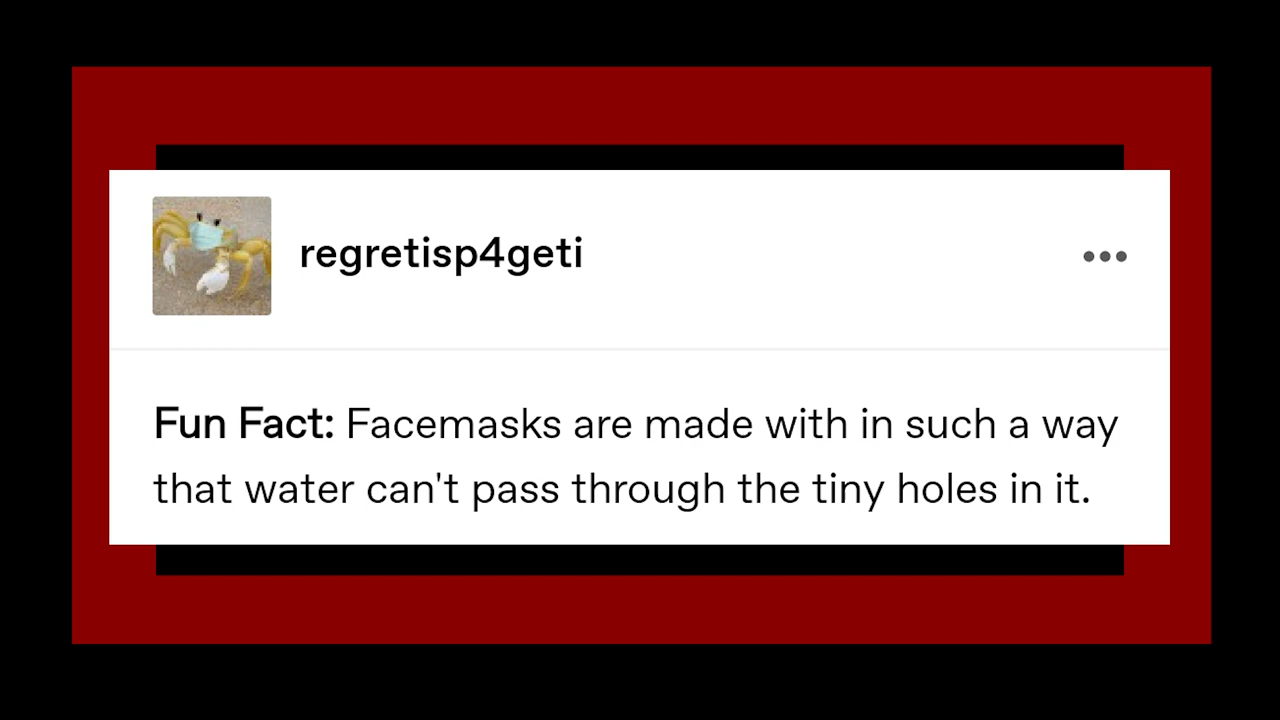 regretisp4geti
Fun Fact: Facemasks are made with in such a way
that water can't pass through the tiny holes in it.